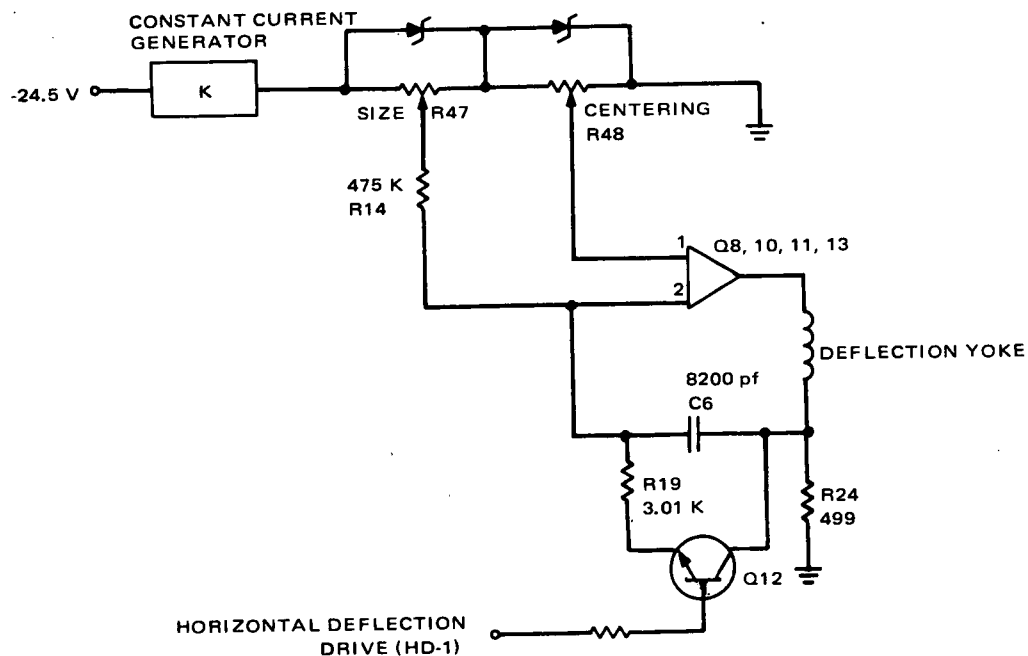 CONSTANT CURRENT
GENERATOR
-24.5 V
K
SIZE
R47
CENTERING
R48
475 K
R14
1
Q8, 10, 11, 13
2
DEFLECTION YOKE
8200 pf
C6
R19
3.01 K
R24
499
Q12
HORIZONTAL DEFLECTION
DRIVE (HD-1)